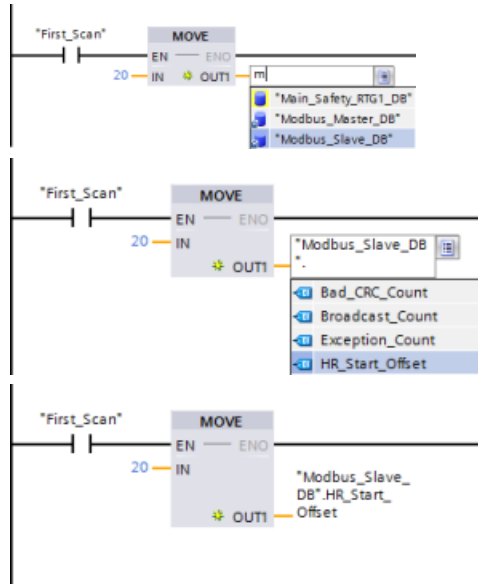 "First_Scan"
MOVE
EN ENO
20 IN OUT1 m
"Main_Safety_RTG1_DB"
"Modbus_Master_DB"
"Modbus_Slave_DB"
"First_Scan"
MOVE
EN ENO
20 IN
"Modbus_Slave_DB
OUT1 ".
Bad_CRC_Count
Broadcast_Count
Exception_Count
HR_Start_Offset
"First_Scan"
MOVE
EN ENO
20 IN
"Modbus_Slave_
DB".HR_Start_
OUT1 Offset